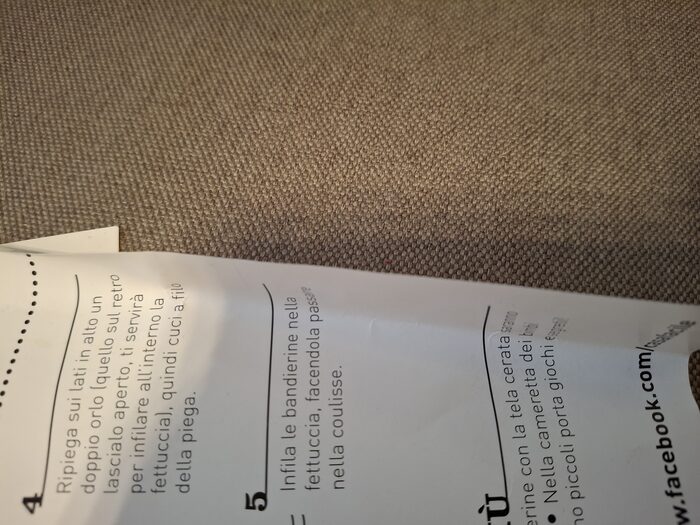 4
Ripiega sui lati in alto un
doppio orlo (quello sul retro
lascialo aperto, ti servirà
per infilare all'interno la
fettuccia), quindi cuci a filo
della piega.
5
Infila le bandierine nella
fettuccia, facendola passare
nella coulisse.
Ù
erine con la tela cerata saranno
• Nella cameretta dei
no piccoli porta giochi
w.facebook.com/